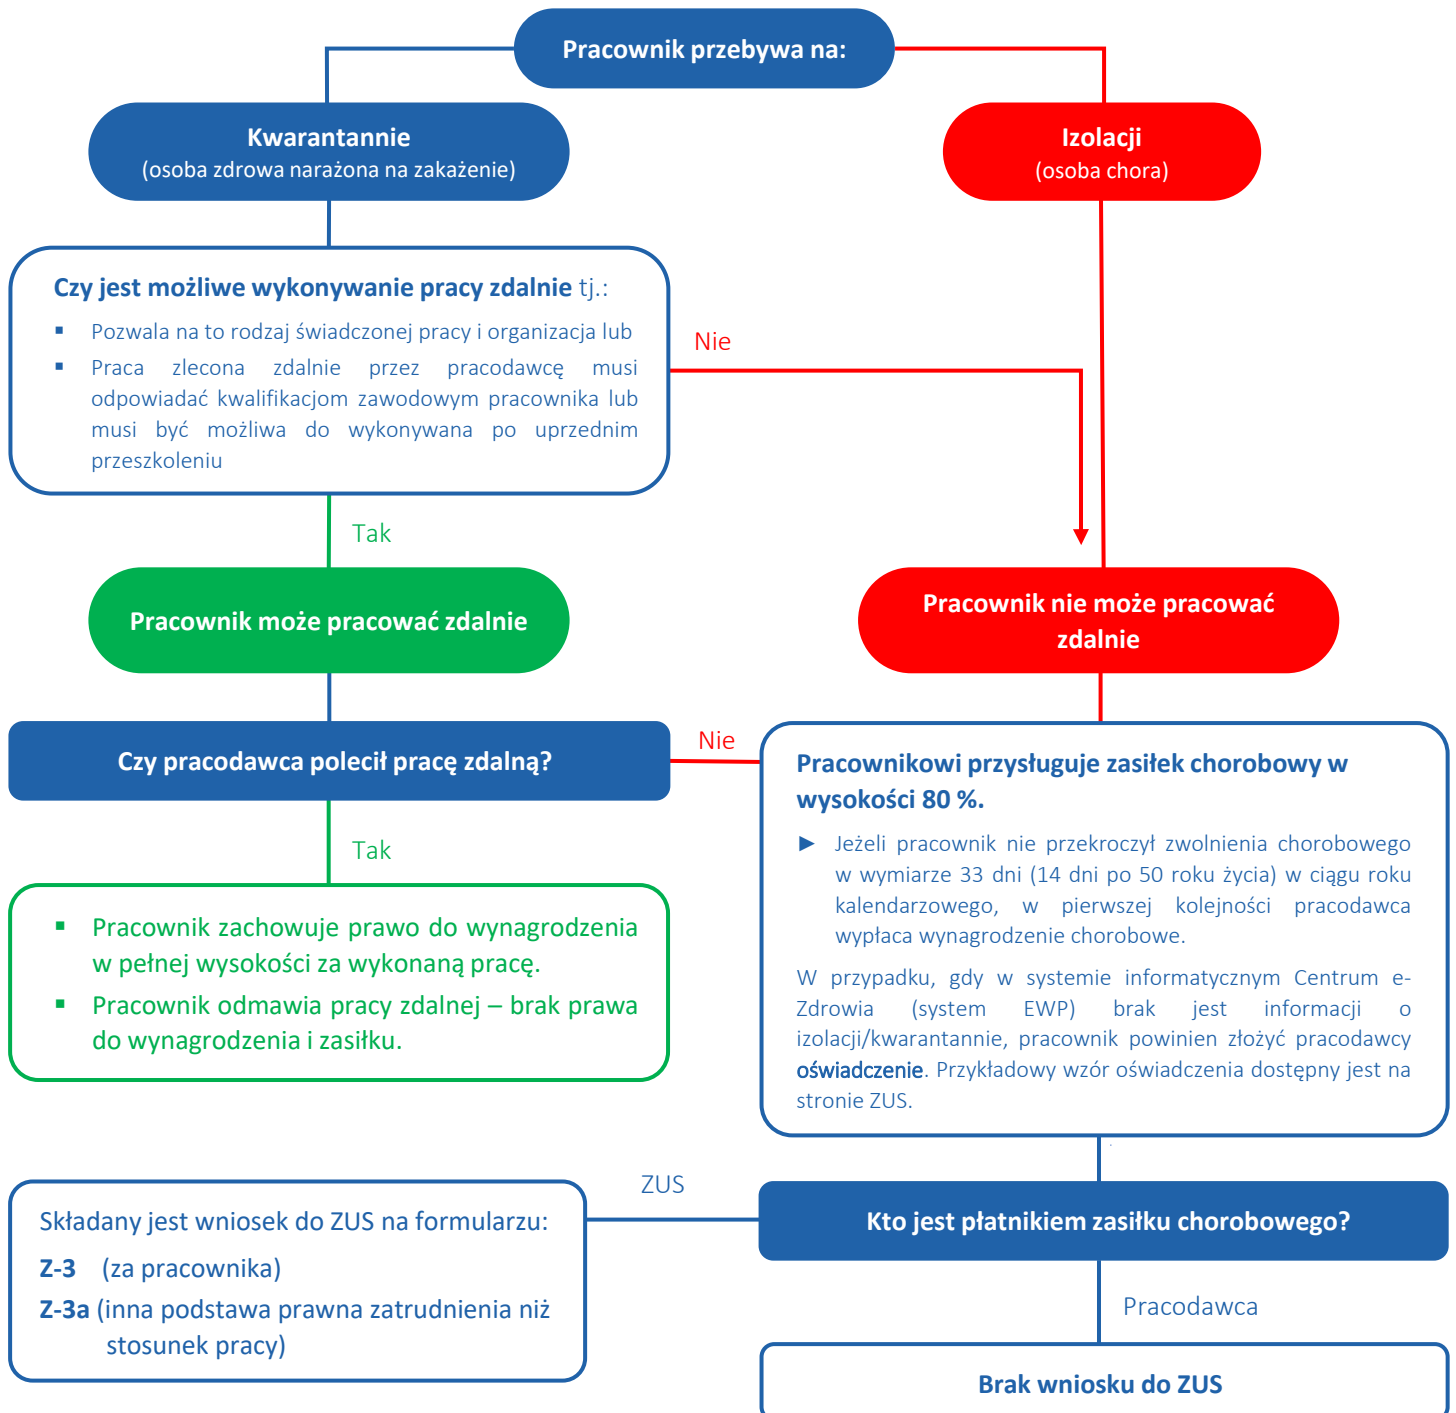 Pracownik przebywa na:
Kwarantannie
(osoba zdrowa narażona na zakażenie)
Izolacji
(osoba chora)
Czy jest możliwe wykonywanie pracy zdalnie tj.:
▪ Pozwala na to rodzaj świadczonej pracy i organizacja lub
▪ Praca zlecona zdalnie przez pracodawcę musi
odpowiadać kwalifikacjom zawodowym pracownika lub
musi być możliwa do wykonywana po uprzednim
przeszkoleniu
Nie
Tak
Pracownik może pracować zdalnie
Pracownik nie może pracować
zdalnie
Czy pracodawca polecił pracę zdalną?
Nie
Tak
▪ Pracownik zachowuje prawo do wynagrodzenia
w pełnej wysokości za wykonaną pracę.
▪ Pracownik odmawia pracy zdalnej – brak prawa
do wynagrodzenia i zasiłku.
Pracownikowi przysługuje zasiłek chorobowy w
wysokości 80 %.
► Jeżeli pracownik nie przekroczył zwolnienia chorobowego
w wymiarze 33 dni (14 dni po 50 roku życia) w ciągu roku
kalendarzowego, w pierwszej kolejności pracodawca
wypłaca wynagrodzenie chorobowe.
W przypadku, gdy w systemie informatycznym Centrum e-
Zdrowia (system EWP) brak jest informacji o
izolacji/kwarantannie, pracownik powinien złożyć pracodawcy
oświadczenie. Przykładowy wzór oświadczenia dostępny jest na
stronie ZUS.
ZUS
Składany jest wniosek do ZUS na formularzu:
Z-3 (za pracownika)
Z-3a (inna podstawa prawna zatrudnienia niż
stosunek pracy)
Kto jest płatnikiem zasiłku chorobowego?
Pracodawca
Brak wniosku do ZUS